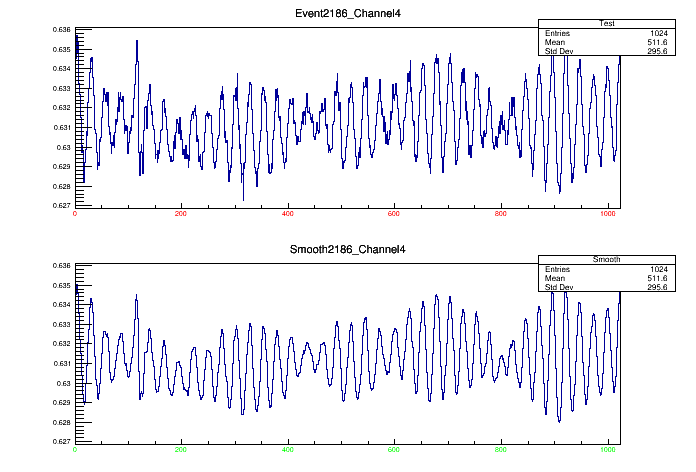 Event2186_Channel4
Test
Entries 1024
Mean 511.6
Std Dev 295.6
0.636
0.635
0.634
0.633
0.632
0.631
0.63
0.629
0.628
0.627
0 200 400 600 800 1000
Smooth2186_Channel4
Smooth
Entries 1024
Mean 511.6
Std Dev 295.6
0.636
0.635
0.634
0.633
0.632
0.631
0.63
0.629
0.628
0.627
0 200 400 600 800 1000